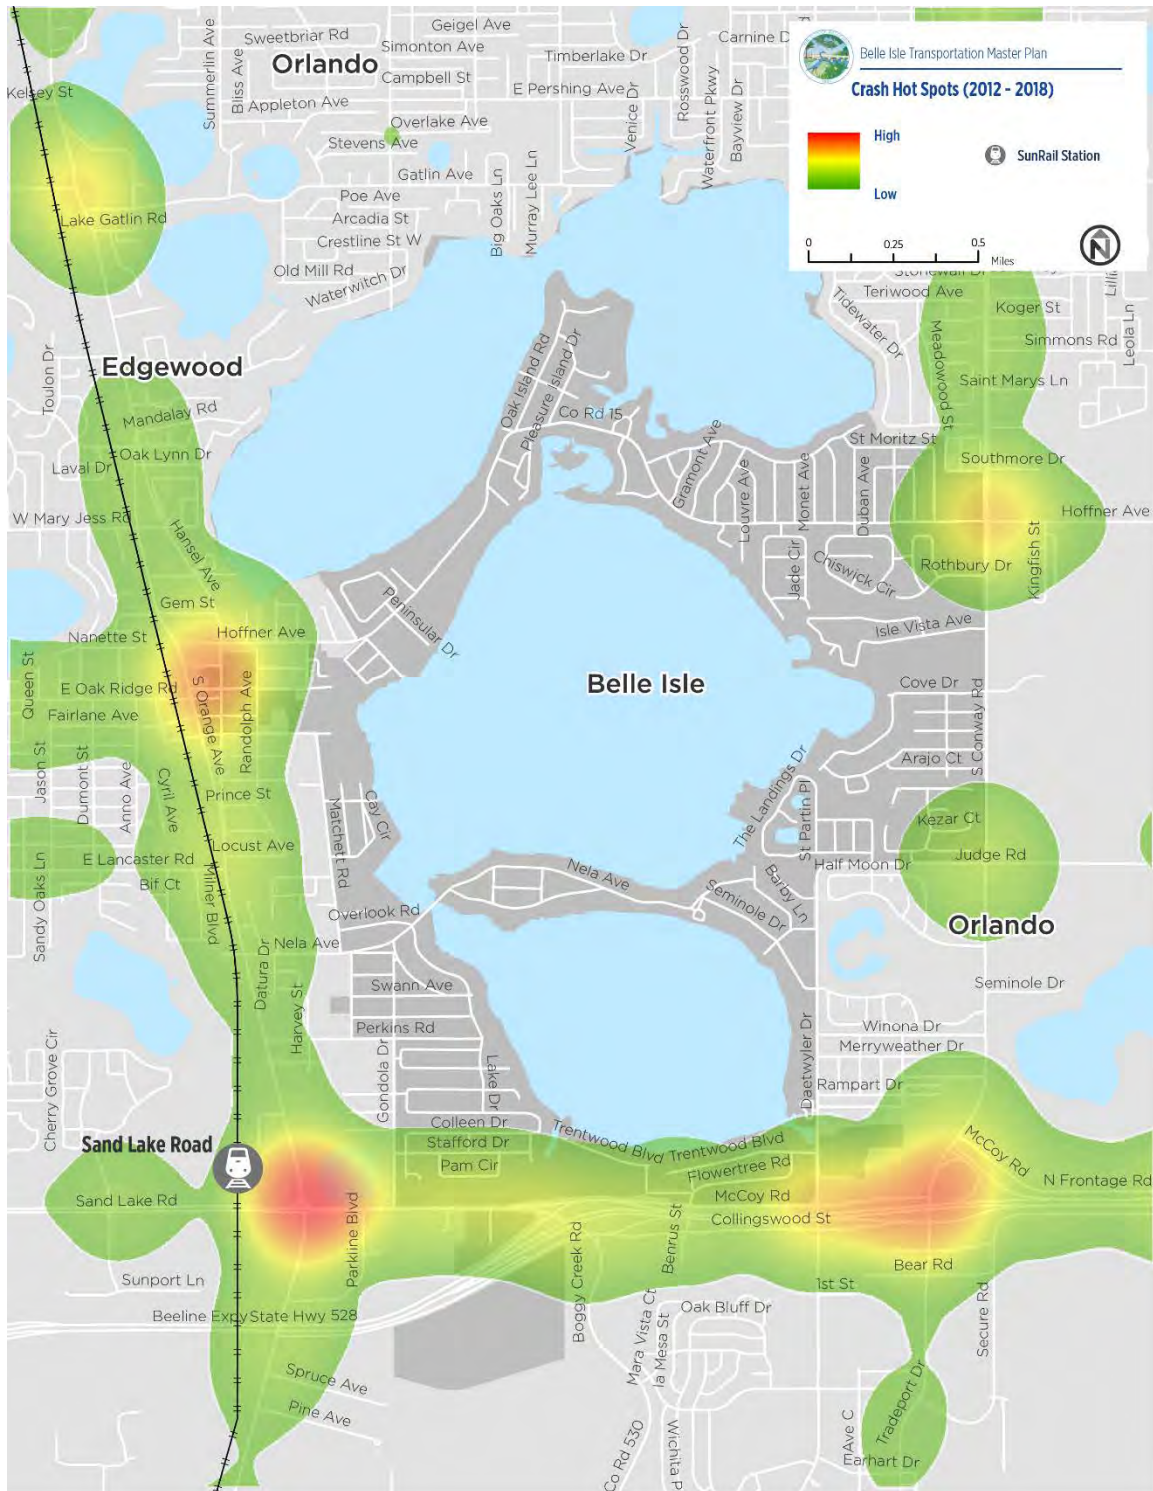 Belle Isle Transportation Master Plan
Crash Hot Spots (2012 - 2018)
High
Low
SunRail Station
0
0.25
0.5
Miles
N
Geigel Ave
Sweetbriar Rd
Simonton Ave
Orlando
Timberlake Dr
Carnine D
Summerlin Ave
Bliss Ave
Campbell St
Rosswood Dr
Kelsey St
E Pershing Ave
Appleton Ave
Venice Dr
Waterfront Pkwy
Bayview Dr
Overlake Ave
Stevens Ave
Gatlin Ave
Big Oaks Ln
Murray Lee Ln
Poe Ave
Lake Gatlin Rd
Arcadia St
Crestline St W
Old Mill Rd
Waterwitch Dr
Stonewall Dr
Teriwood Ave
Lilli
Koger St
Tidewater Dr
Meadowood St
Simmons Rd
Leola Ln
Toulon Dr
Edgewood
Oak Island Rd
Pleasure Island Dr
Saint Marys Ln
Mandalay Rd
Co Rd 15
St Moritz St
Laval Dr
Oak Lynn Dr
Gramont Ave
Louvre Ave
Monet Ave
Duban Ave
Southmore Dr
W Mary Jess Rd
Hoffner Ave
Hansel Ave
Jade Cir
Chiswick Cir
Rothbury Dr
Kingfish St
Gem St
Peninsular Dr
Nanette St
Hoffner Ave
Isle Vista Ave
Queen St
E Oak Ridge Rd
S Orange Ave
Randolph Ave
Belle Isle
Cove Dr
S Conway Rd
Fairlane Ave
Jason St
Dumont St
Anno Ave
Cyril Ave
Arajo Ct
Prince St
The Landings Dr
St Partin Pl
Matchett Rd
Cay Cir
Kezar Ct
Locust Ave
E Lancaster Rd
Half Moon Dr
Judge Rd
Sandy Oaks Ln
Bif Ct
Milner Blvd
Nela Ave
Barby Ln
Seminole Dr
Overlook Rd
Orlando
Nela Ave
Datura Dr
Swann Ave
Seminole Dr
Harvey St
Perkins Rd
Winona Dr
Merryweather Dr
Cherry Grove Cir
Gondola Dr
Lake Dr
Daetwyler Dr
Rampart Dr
Colleen Dr
Sand Lake Road
Stafford Dr
Trentwood Blvd
Trentwood Blvd
McCoy Rd
Pam Cir
Flowertree Rd
N Frontage Rd
Sand Lake Rd
McCoy Rd
Collingswood St
Parkline Blvd
Boggy Creek Rd
Benrus St
Bear Rd
Sunport Ln
1st St
Beeline Expy
State Hwy 528
Oak Bluff Dr
Secure Rd
Mara Vista Ct
la Mesa St
Spruce Ave
Tradeport Dr
Pine Ave
Co Rd 530
Wichita P
Ave C
Earhart Dr